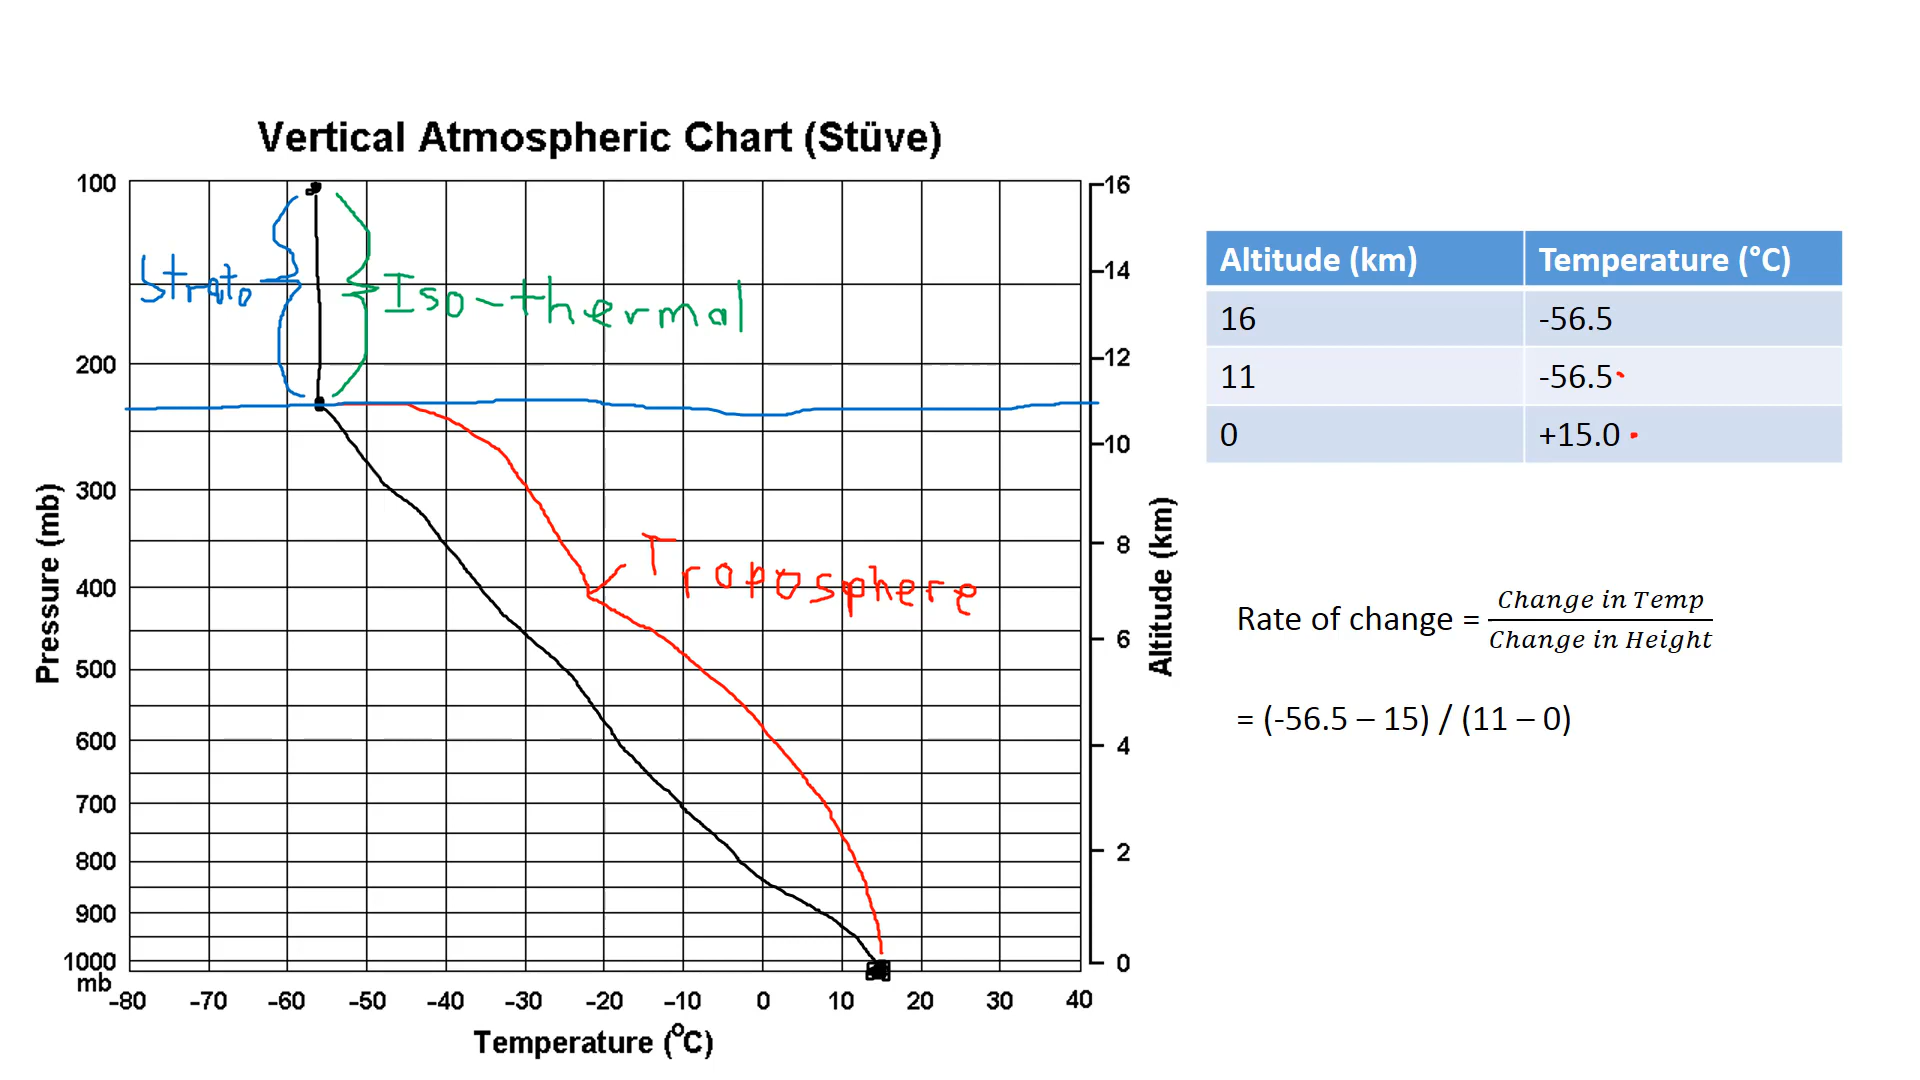 Vertical Atmospheric Chart (Stüve)
100
200
300
400
500
600
700
800
900
1000
mb
Pressure (mb)
-80 -70 -60 -50 -40 -30 -20 -10 0 10 20 30 40
Temperature (°C)
16
14
12
10
8
6
4
2
0
Altitude (km)
Strato
Iso-thermal
Troposphere
Altitude (km) Temperature (°C)
16 -56.5
11 -56.5
0 +15.0
Rate of change = Change in Temp / Change in Height
= (-56.5 – 15) / (11 – 0)